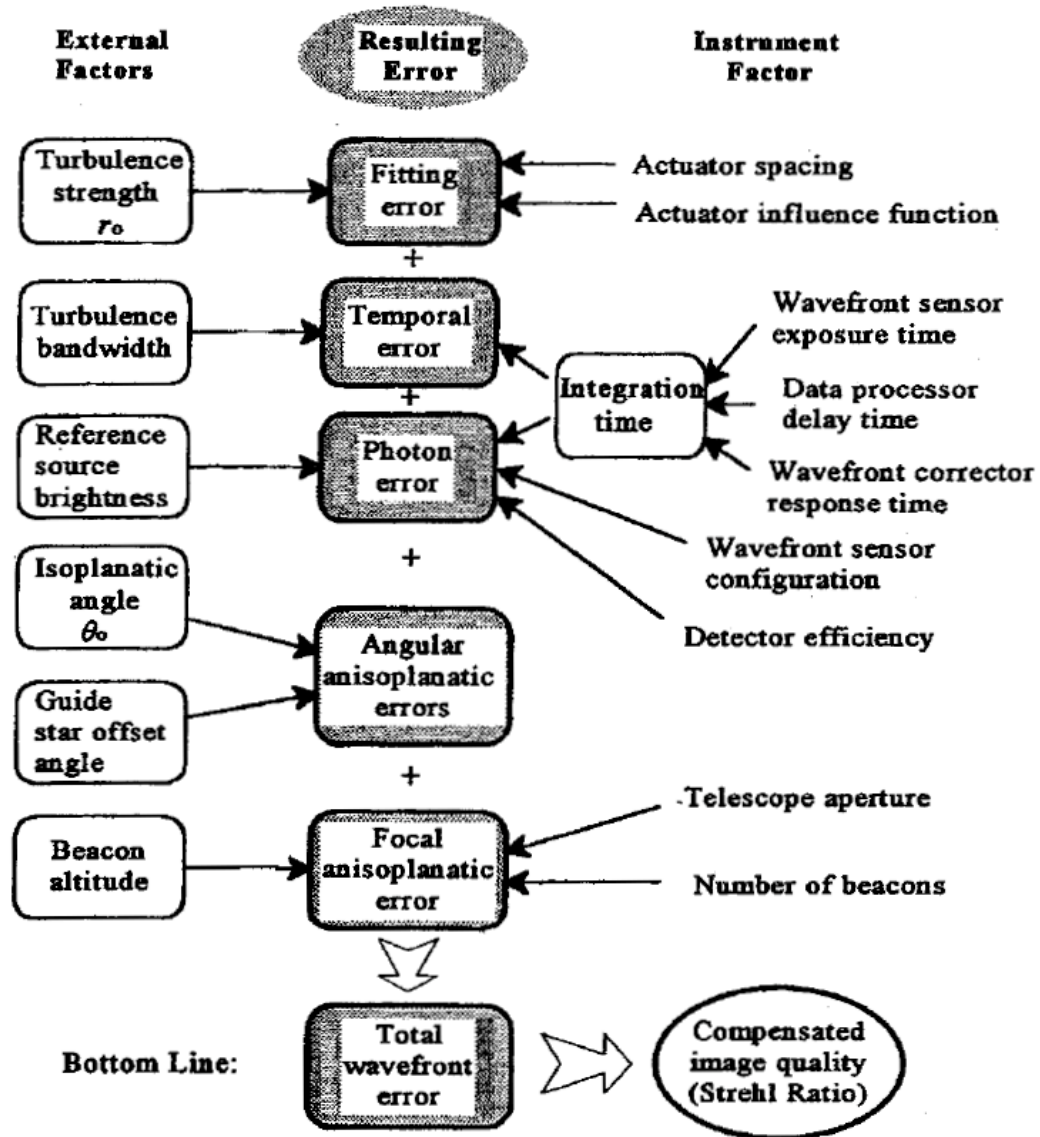 External
Factors
Resulting
Error
Instrument
Factor
Turbulence
strength
r₀
Fitting
error
Actuator spacing
Actuator influence function
+
Turbulence
bandwidth
Temporal
error
Integration
time
Wavefront sensor
exposure time
Data processor
delay time
Wavefront corrector
response time
+
Reference
source
brightness
Photon
error
Wavefront sensor
configuration
Detector efficiency
+
Isoplanatic
angle
θ₀
Guide
star offset
angle
Angular
anisoplanatic
errors
+
Beacon
altitude
Focal
anisoplanatic
error
Telescope aperture
Number of beacons
Bottom Line:
Total
wavefront
error
Compensated
image quality
(Strehl Ratio)